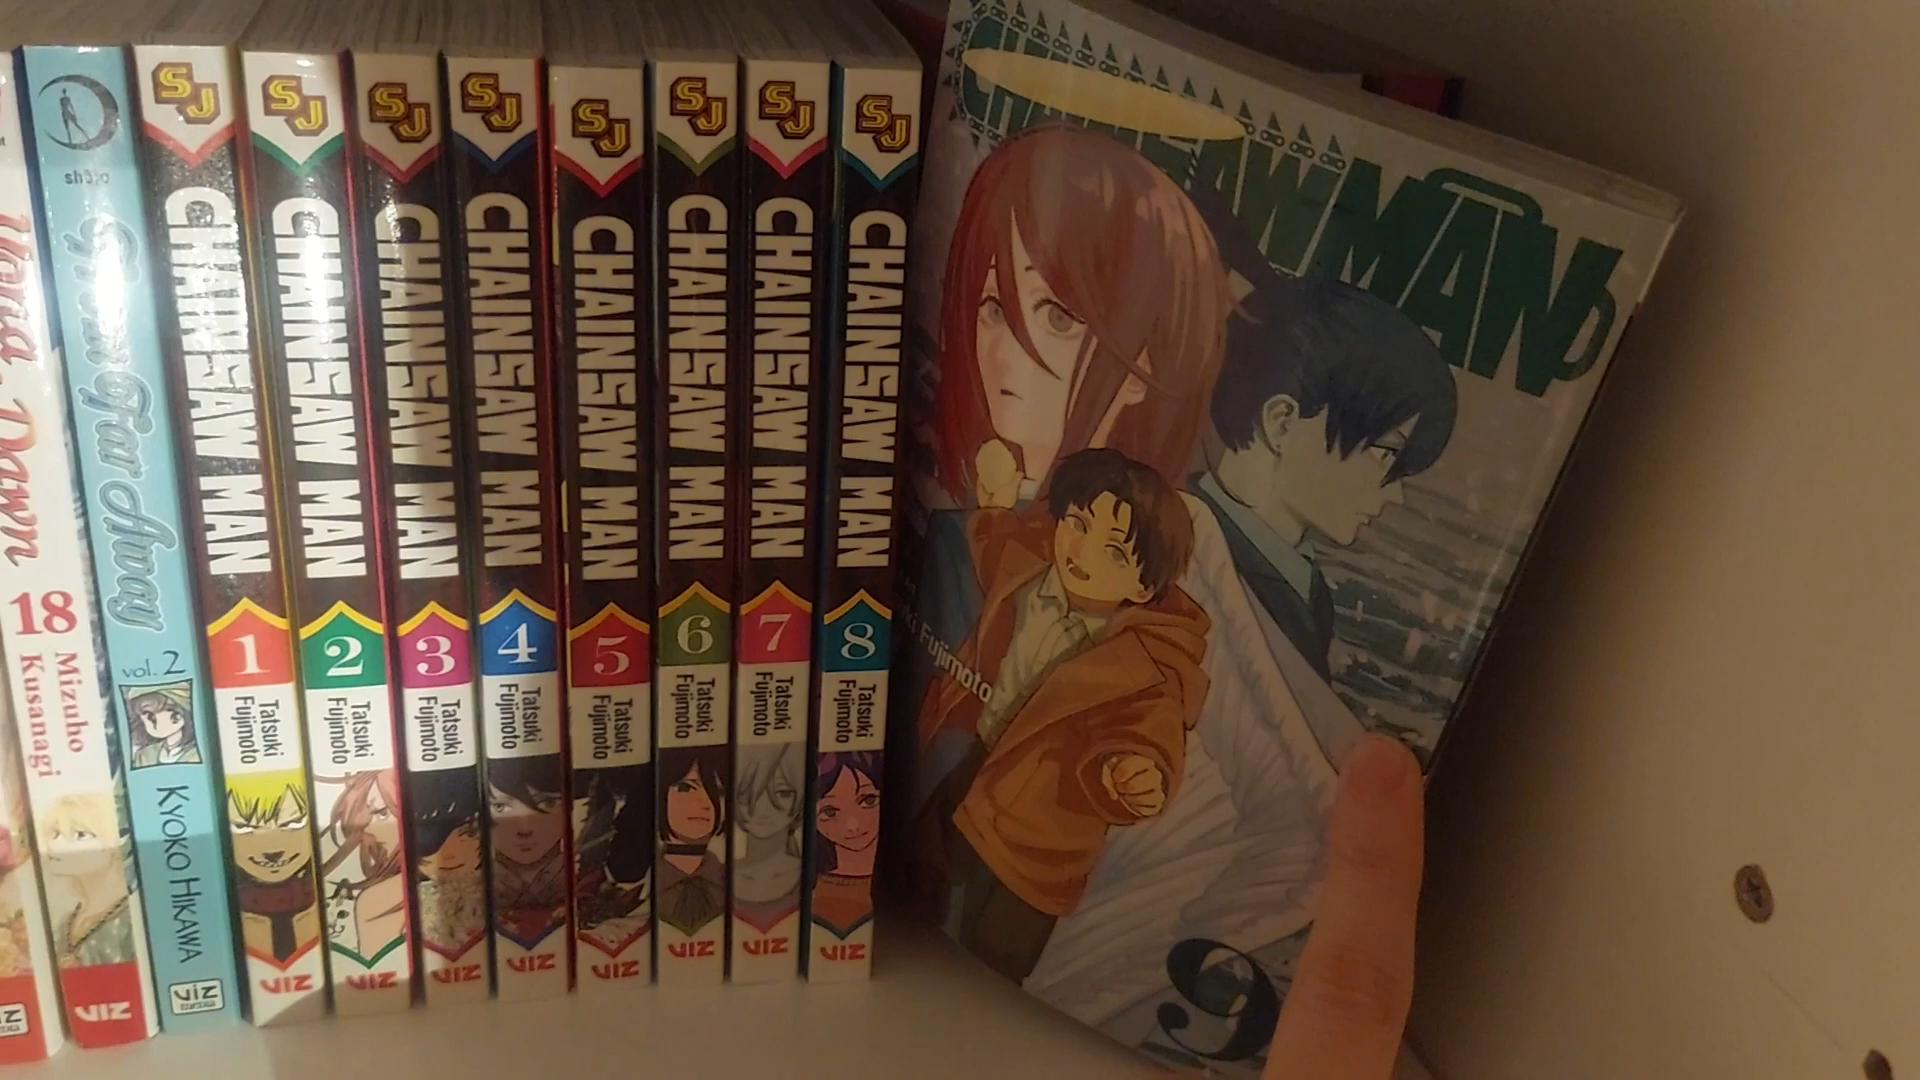 Yona Dawn
18
Mizuho
Kusanagi
VIZ
shōjo
From Far Away
vol. 2
KYOKO HIKAWA
VIZ
SJ
CHAINSAW MAN
1
Tatsuki
Fujimoto
VIZ
SJ
CHAINSAW MAN
2
Tatsuki
Fujimoto
VIZ
SJ
CHAINSAW MAN
3
Tatsuki
Fujimoto
VIZ
SJ
CHAINSAW MAN
4
Tatsuki
Fujimoto
VIZ
SJ
CHAINSAW MAN
5
Tatsuki
Fujimoto
VIZ
SJ
CHAINSAW MAN
6
Tatsuki
Fujimoto
VIZ
SJ
CHAINSAW MAN
7
Tatsuki
Fujimoto
VIZ
SJ
CHAINSAW MAN
8
Tatsuki
Fujimoto
VIZ
CHAINSAW MAN
Fujimoto
9